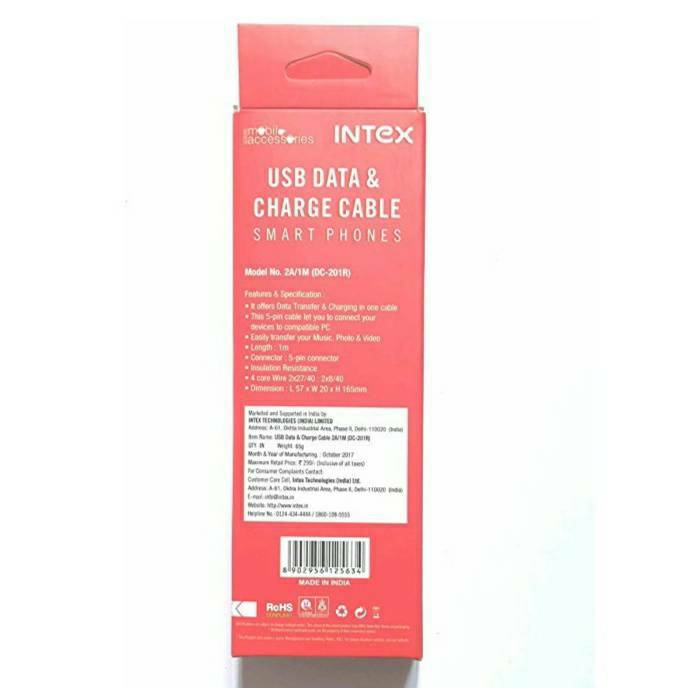 mobile INTEX
accessories
USB DATA &
CHARGE CABLE
SMART PHONES
Model No. 2A/1M (DC-201R)
Features & Specification :
• It offers Data Transfer & Charging in one cable
• This 5-pin cable let you to connect your
devices to compatible PC
• Easily transfer your Music, Photo & Video
• Length : 1m
• Connector : 5-pin connector
• Insulation Resistance
• 4 core Wire 2x27/40 : 2x8/40
• Dimension : L 57 x W 20 x H 165mm
Marketed and Supported in India by
INTEX TECHNOLOGIES (INDIA) LIMITED
Address: A-61, Okhla Industrial Area, Phase II, Delhi-110020 (India)
Item Name: USB Data & Charge Cable 2A/1M (DC-201R)
QTY. 1N Weight 65g
Month & Year of Manufacturing : October 2017
Maximum Retail Price: ₹ 299/- (Inclusive of all taxes)
For Consumer Complaints Contact:
Customer Care Cell, Intex Technologies (India) Ltd.
Address: A-61, Okhla Industrial Area, Phase II, Delhi-110020 (India)
E-mail: info@intex.in
Website: http://www.intex.in
Helpline No.: 0124-434-4444 / 1860-108-5555
8 902956 125634
MADE IN INDIA
RoHS
COMPLIANT